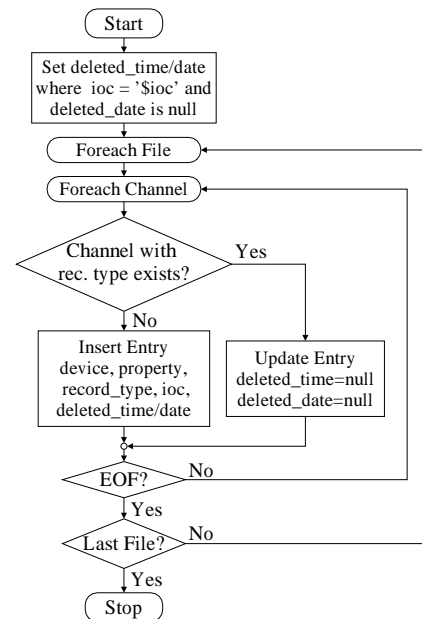 Start
Set deleted_time/date
where ioc = '$ioc' and
deleted_date is null
Foreach File
Foreach Channel
Channel with
rec. type exists?
Yes
No
Insert Entry
device, property,
record_type, ioc,
deleted_time/date
Update Entry
deleted_time=null
deleted_date=null
EOF?
No
Yes
Last File?
No
Yes
Stop